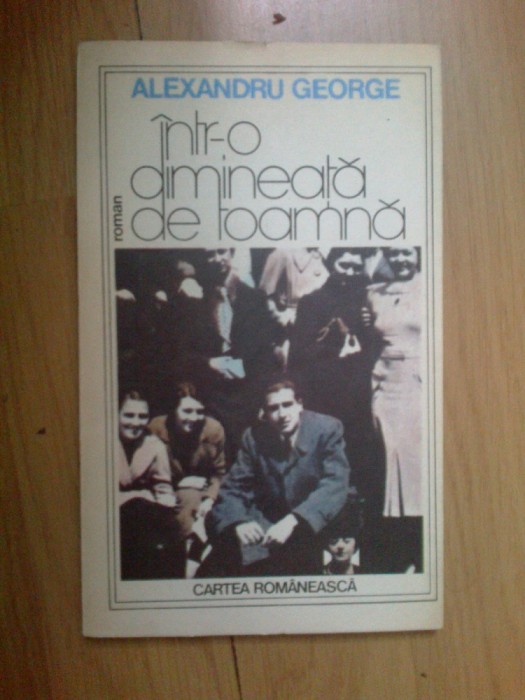 ALEXANDRU GEORGE
într-o
dimineață
de toamnă
roman
CARTEA ROMÂNEASCĂ